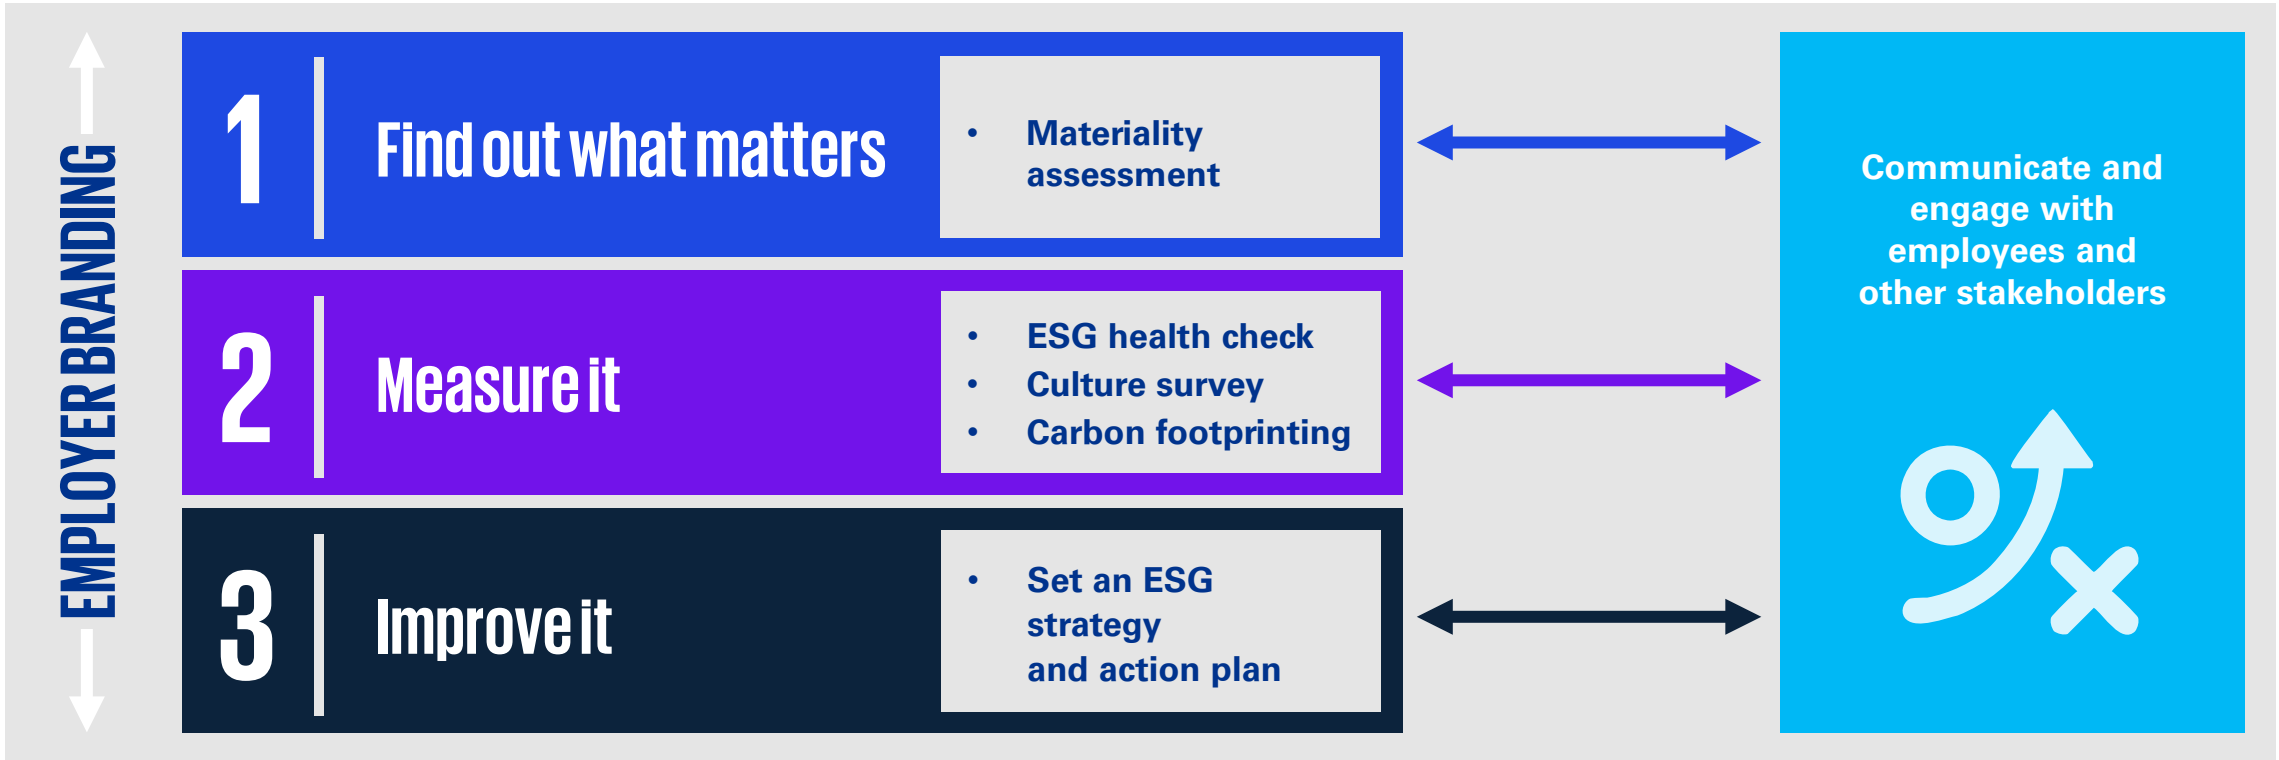 EMPLOYER BRANDING
1
Find out what matters
• Materiality
assessment
2
Measure it
• ESG health check
• Culture survey
• Carbon footprinting
3
Improve it
• Set an ESG
strategy
and action plan
Communicate and
engage with
employees and
other stakeholders